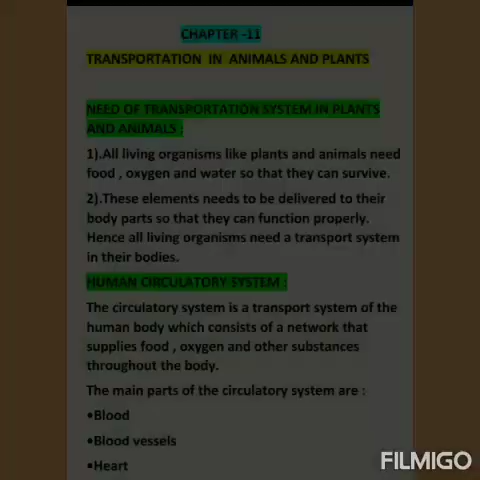 CHAPTER -11
TRANSPORTATION IN ANIMALS AND PLANTS
NEED OF TRANSPORTATION SYSTEM IN PLANTS
AND ANIMALS :
1).All living organisms like plants and animals need
food , oxygen and water so that they can survive.
2).These elements needs to be delivered to their
body parts so that they can function properly.
Hence all living organisms need a transport system
in their bodies.
HUMAN CIRCULATORY SYSTEM :
The circulatory system is a transport system of the
human body which consists of a network that
supplies food , oxygen and other substances
throughout the body.
The main parts of the circulatory system are :
•Blood
•Blood vessels
•Heart
FILMIGO